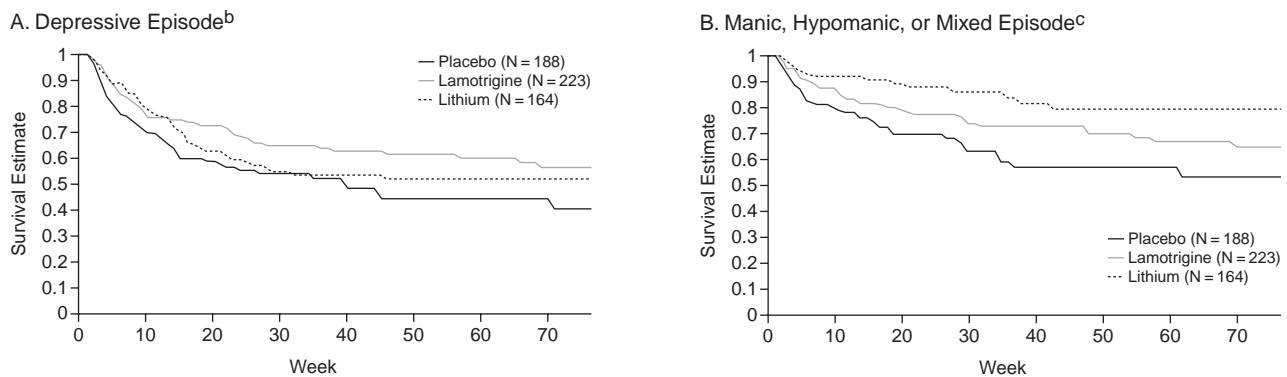 A. Depressive Episodeb
1
0.9
0.8
0.7
0.6
0.5
0.4
0.3
0.2
0.1
0
Survival Estimate
Placebo (N = 188)
Lamotrigine (N = 223)
Lithium (N = 164)
0 10 20 30 40 50 60 70
Week
B. Manic, Hypomanic, or Mixed Episodec
1
0.9
0.8
0.7
0.6
0.5
0.4
0.3
0.2
0.1
0
Survival Estimate
Placebo (N = 188)
Lamotrigine (N = 223)
Lithium (N = 164)
0 10 20 30 40 50 60 70
Week